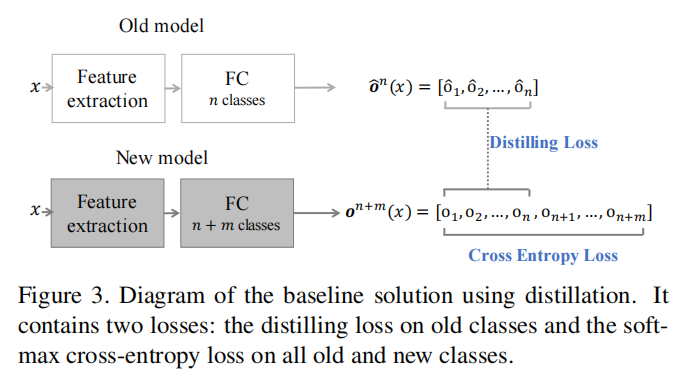 Old model
x
Feature
extraction
FC
n classes
ô^n(x) = [ô_1, ô_2, ..., ô_n]
Distilling Loss
New model
x
Feature
extraction
FC
n + m classes
o^{n+m}(x) = [o_1, o_2, ..., o_n, o_{n+1}, ..., o_{n+m}]
Cross Entropy Loss
Figure 3. Diagram of the baseline solution using distillation. It
contains two losses: the distilling loss on old classes and the soft-
max cross-entropy loss on all old and new classes.